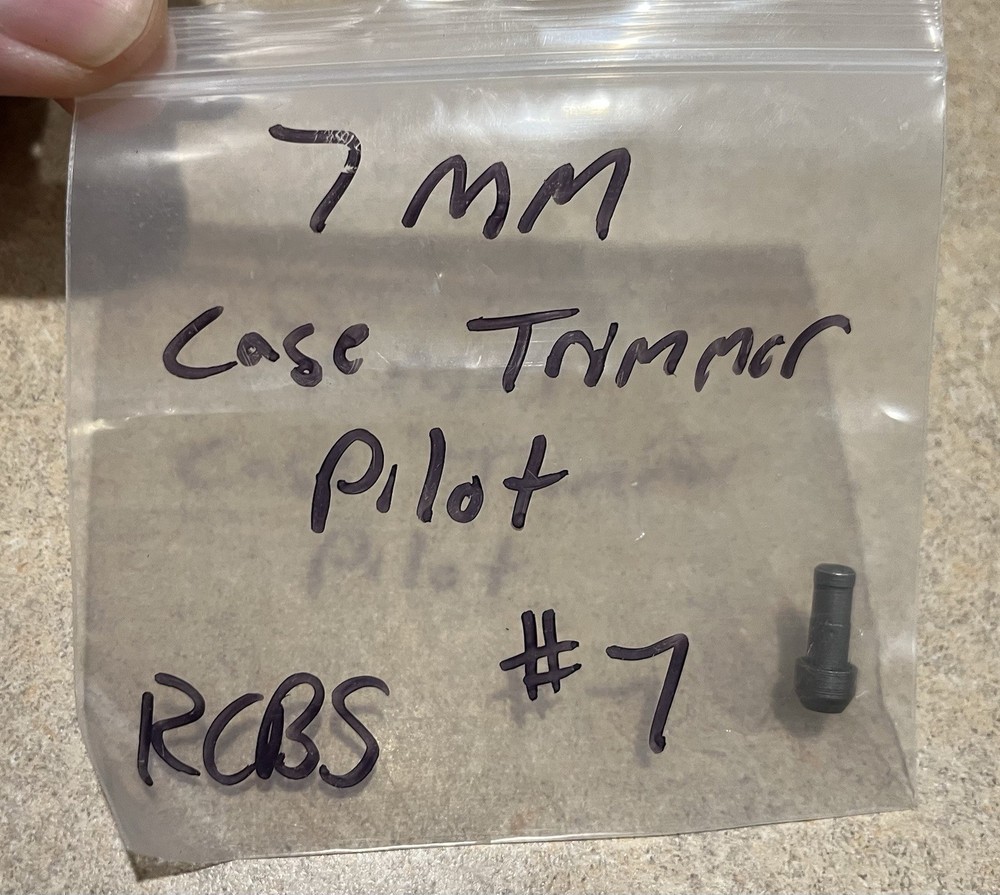 7 MM
Case Trimmer
Pilot
#7
RCBS